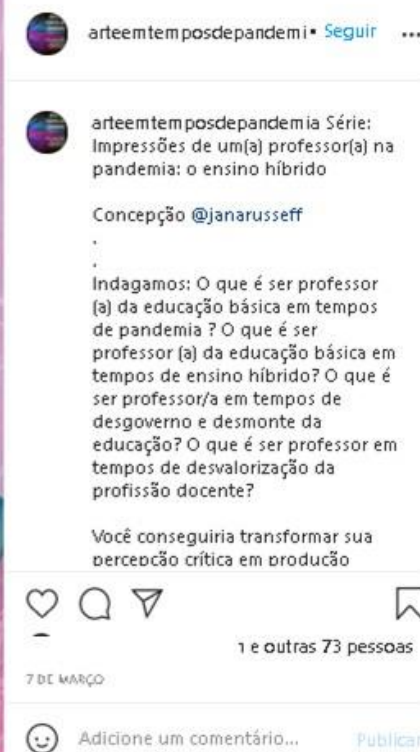 arteemtemposdepandemi• Seguir ...
arteemtemposdepandemia Série:
Impressões de um(a) professor(a) na
pandemia: o ensino híbrido
Concepção @janarusseff
.
.
Indagamos: O que é ser professor
(a) da educação básica em tempos
de pandemia ? O que é ser
professor (a) da educação básica em
tempos de ensino híbrido? O que é
ser professor/a em tempos de
desgoverno e desmonte da
educação? O que é ser professor em
tempos de desvalorização da
profissão docente?
Você conseguiria transformar sua
percepção crítica em produção
e outras 73 pessoas
7 DE MARÇO
Adicione um comentário... Publicar